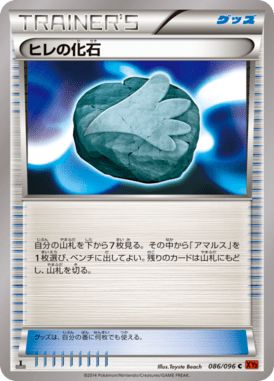 TRAINER'S グッズ
ヒレの化石
自分の山札を下から7枚見る。その中から「アマルス」を
1枚選び、ベンチに出してよい。残りのカードは山札にもど
し、山札を切る。
グッズは、自分の番に何枚でも使える。
Illus.Toyste Beach 086/096 C XY3
©2014 Pokémon/Nintendo/Creatures/GAME FREAK.